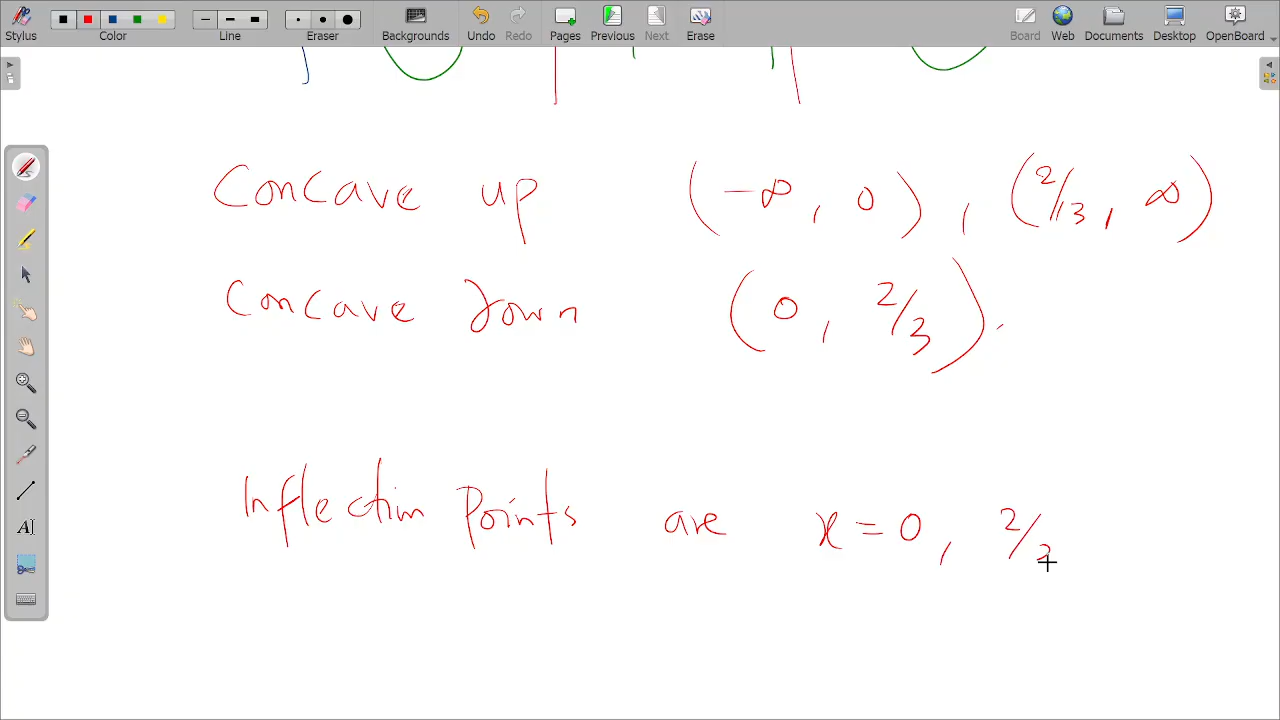 Stylus Color Line Eraser Backgrounds Undo Redo Pages Previous Next Erase Board Web Documents Desktop OpenBoard
Concave up (-∞, 0), (2/13, ∞)
Concave down (0, 2/3).
Inflection Points are x = 0, 2/3